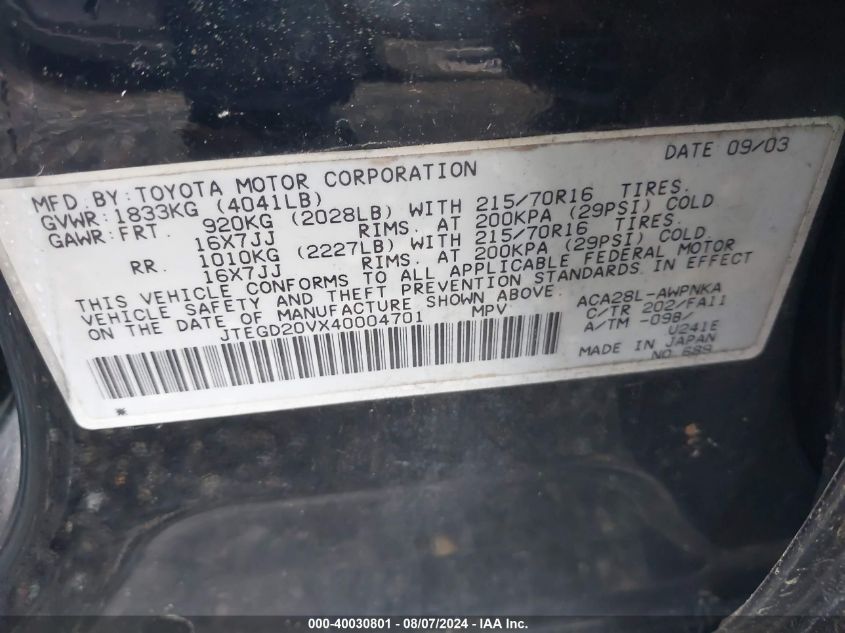 DATE 09/03
MFD BY: TOYOTA MOTOR CORPORATION
GVWR: 1833KG (4041LB)
GAWR: FRT. 920KG (2028LB) WITH 215/70R16 TIRES.
16X7JJ RIMS. AT 200KPA (29PSI) COLD
RR. 1010KG (2227LB) WITH 215/70R16 TIRES.
16X7JJ RIMS. AT 200KPA (29PSI) COLD.
THIS VEHICLE CONFORMS TO ALL APPLICABLE FEDERAL MOTOR
VEHICLE SAFETY AND THEFT PREVENTION STANDARDS IN EFFECT
ON THE DATE OF MANUFACTURE SHOWN ABOVE.
JTEGD20VX40004701 MPV
ACA28L-AWPNKA
C/TR 202/FA11
A/TM -09B/
U241E
MADE IN JAPAN
NO. 689
000-40030801 - 08/07/2024 - IAA Inc.